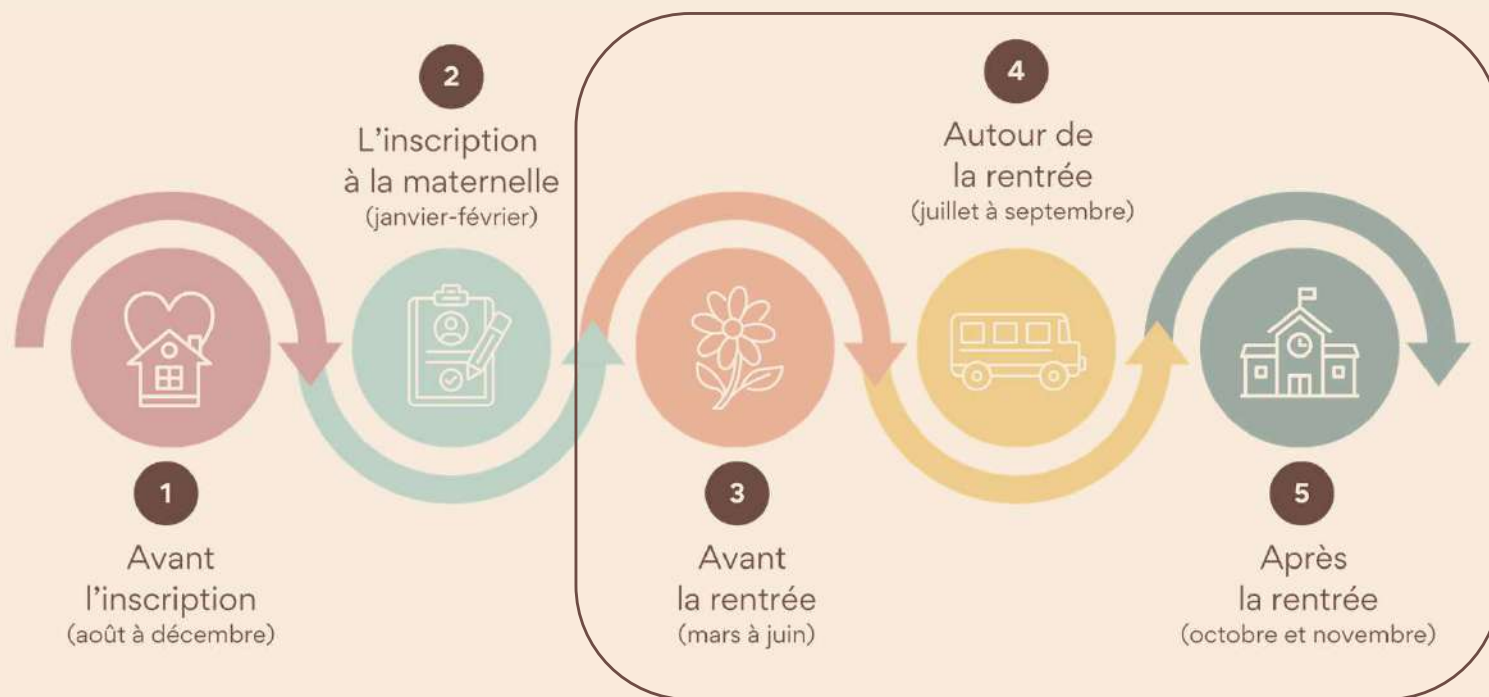 1
Avant
l'inscription
(août à décembre)
2
L'inscription
à la maternelle
(janvier-février)
3
Avant
la rentrée
(mars à juin)
4
Autour de
la rentrée
(juillet à septembre)
5
Après
la rentrée
(octobre et novembre)